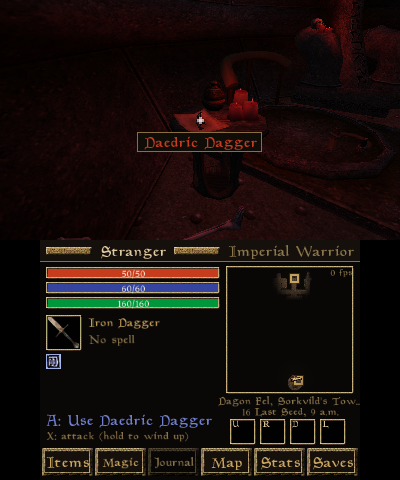 Daedric Dagger
Stranger
Imperial Warrior
50/50
60/60
160/160
0 fps
Iron Dagger
No spell
Dagon Fel, Sorkvild's Tow...
16 Last Seed, 9 a.m.
A: Use Daedric Dagger
X: attack (hold to wind up)
U R D L
Items Magic Journal Map Stats Saves